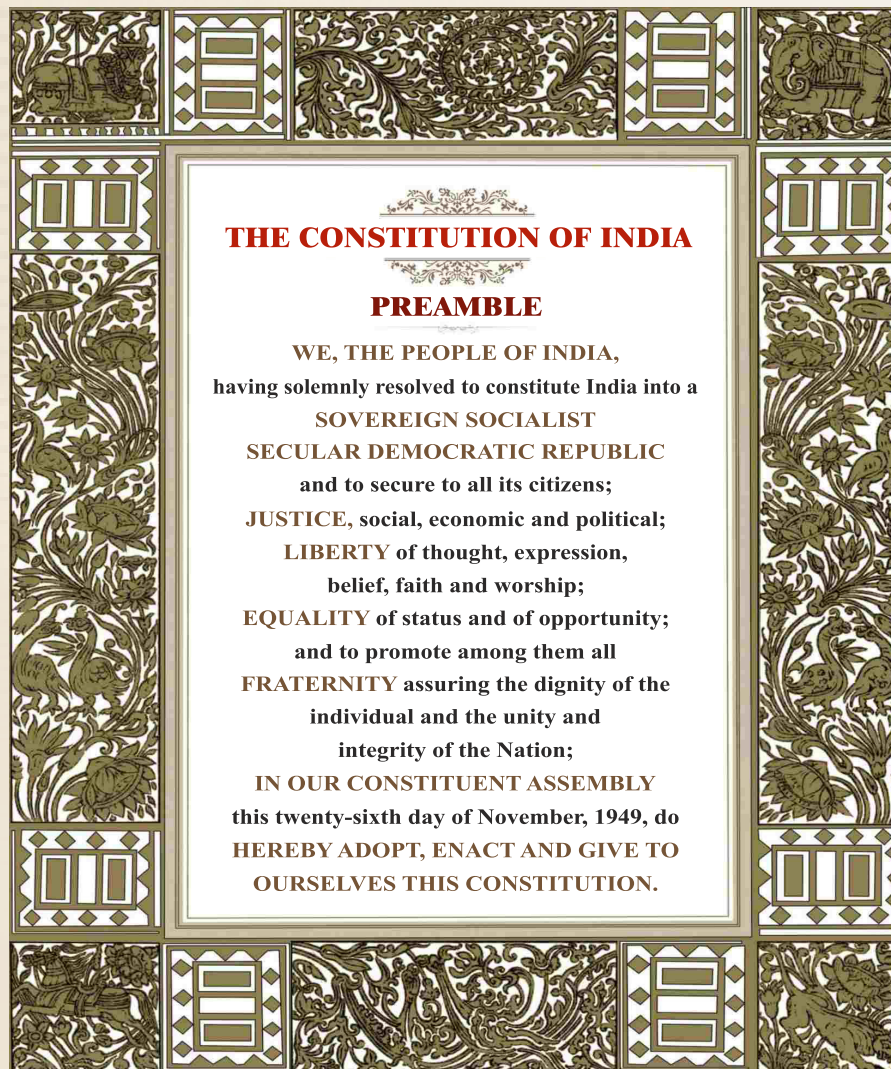 THE CONSTITUTION OF INDIA
PREAMBLE
WE, THE PEOPLE OF INDIA,
having solemnly resolved to constitute India into a
SOVEREIGN SOCIALIST
SECULAR DEMOCRATIC REPUBLIC
and to secure to all its citizens;
JUSTICE, social, economic and political;
LIBERTY of thought, expression,
belief, faith and worship;
EQUALITY of status and of opportunity;
and to promote among them all
FRATERNITY assuring the dignity of the
individual and the unity and
integrity of the Nation;
IN OUR CONSTITUENT ASSEMBLY
this twenty-sixth day of November, 1949, do
HEREBY ADOPT, ENACT AND GIVE TO
OURSELVES THIS CONSTITUTION.